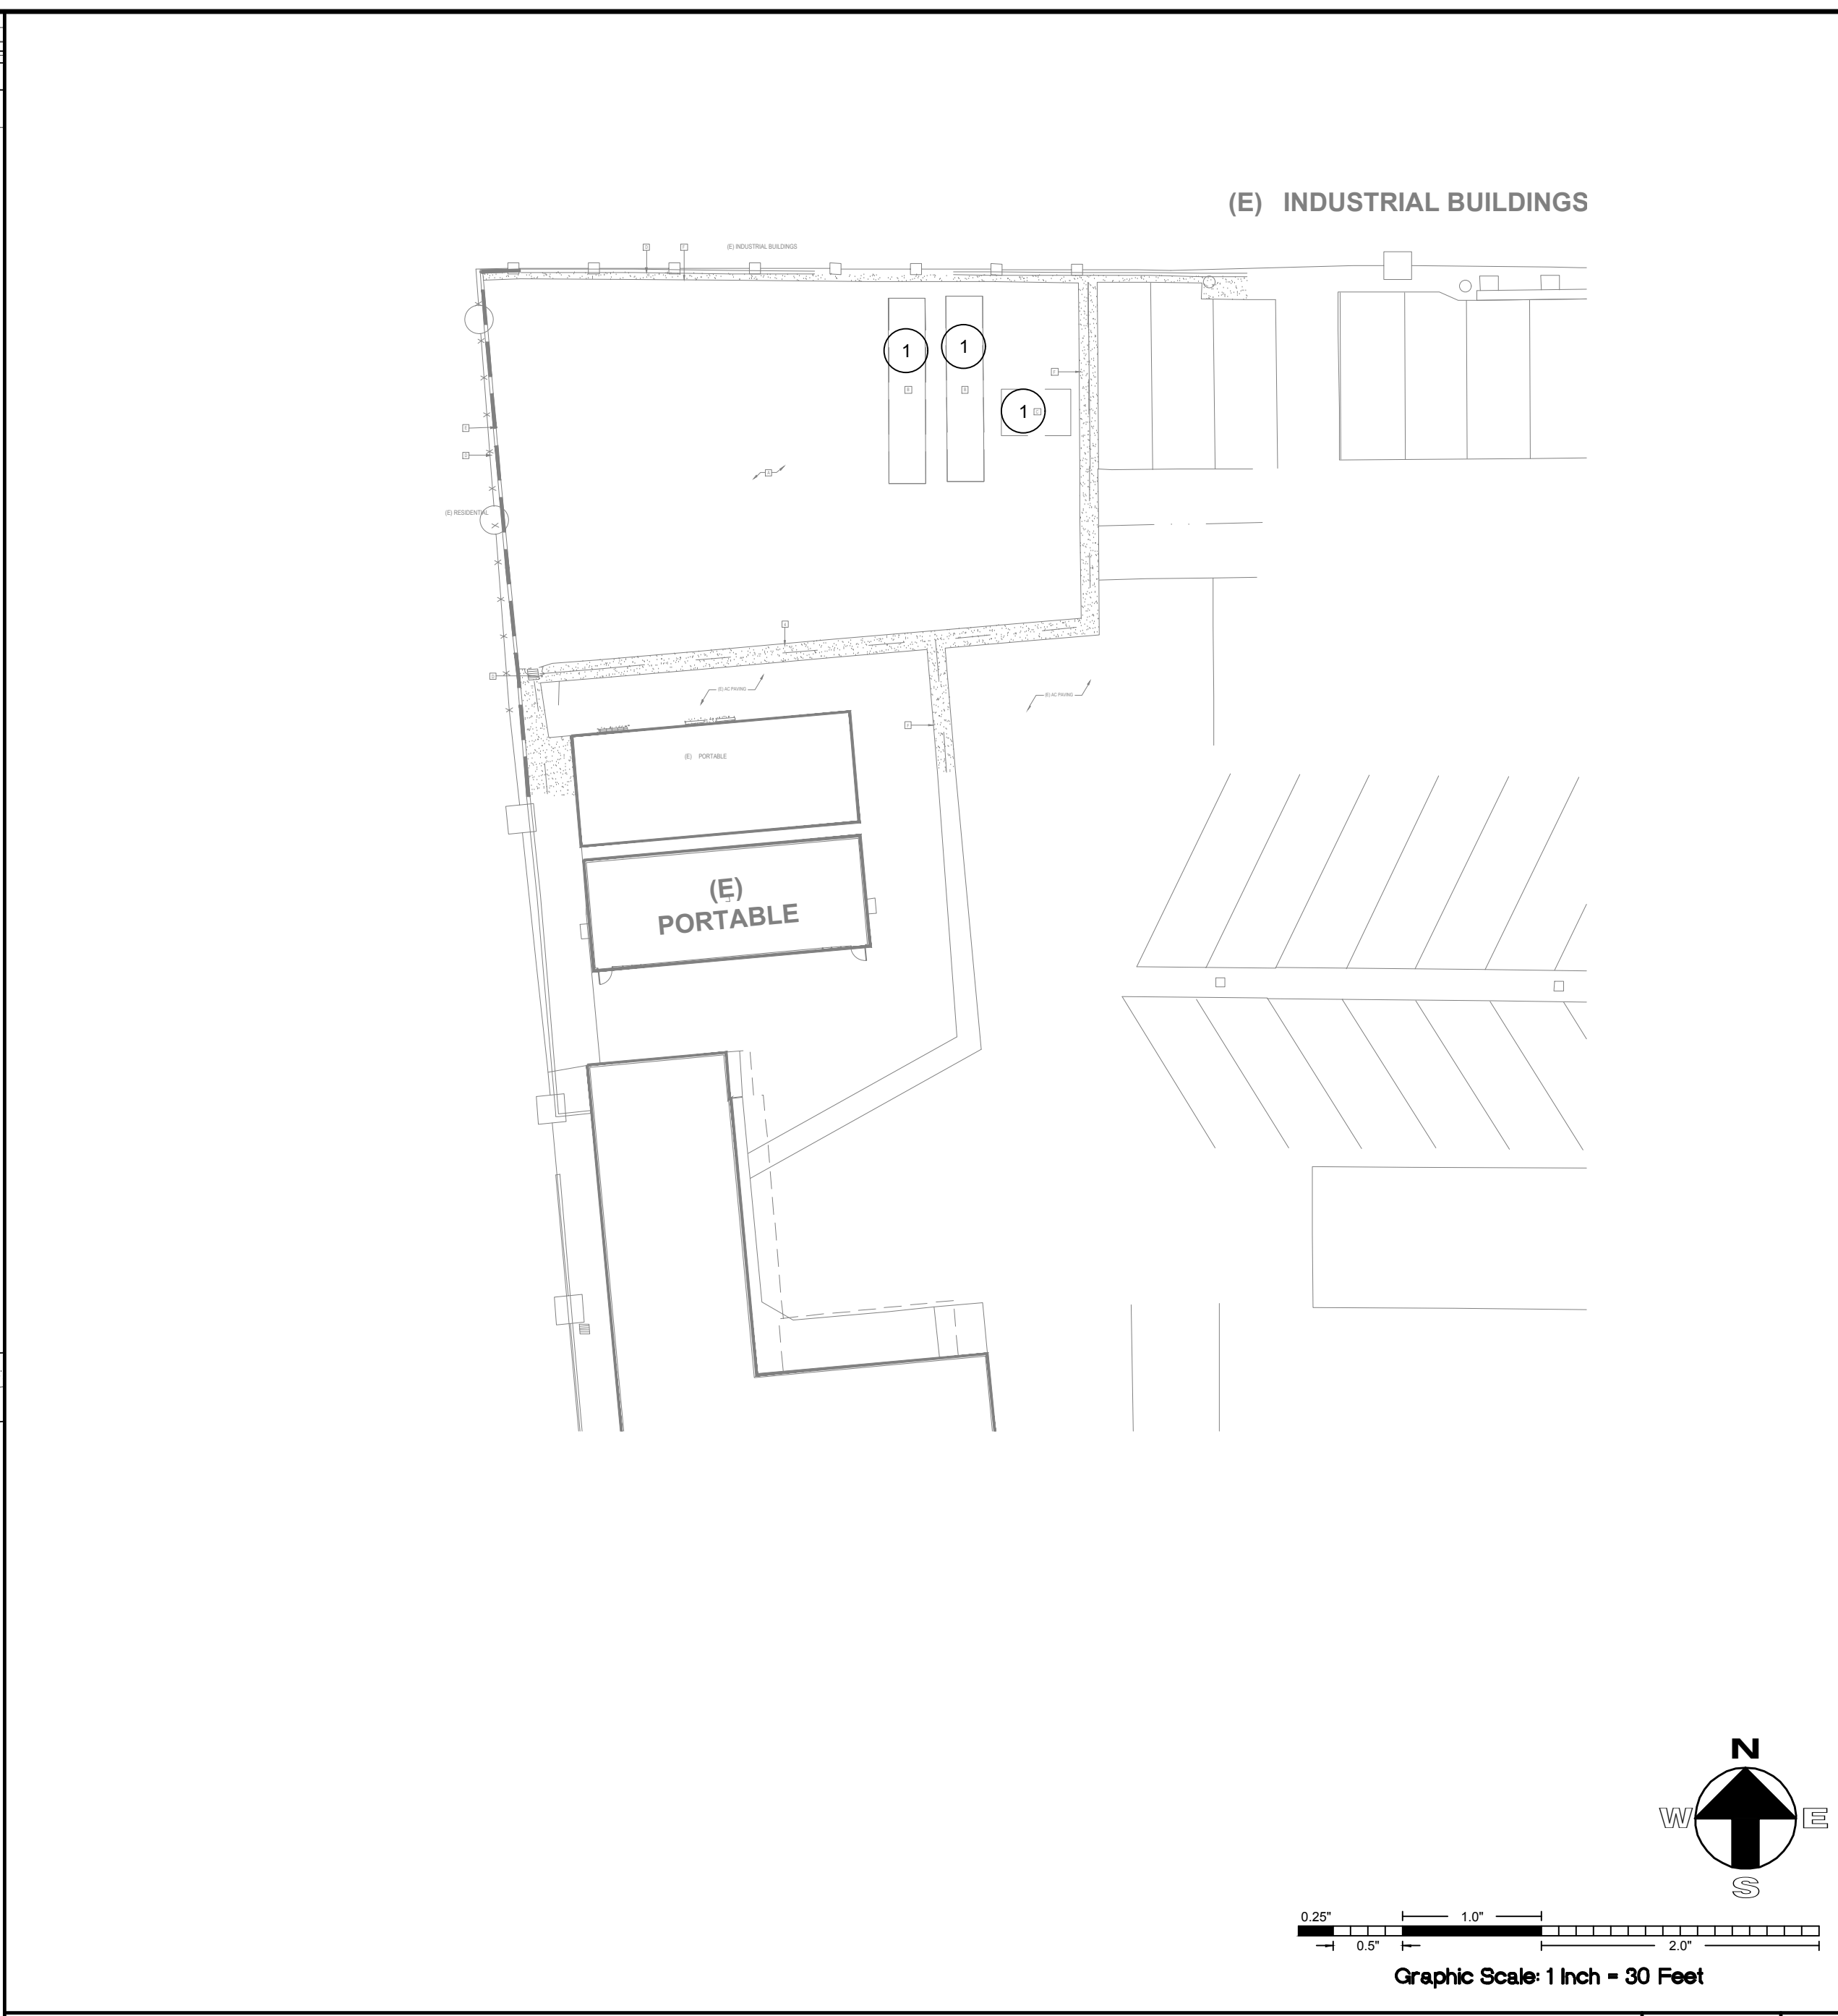 (E) INDUSTRIAL BUILDINGS
(E) INDUSTRIAL BUILDINGS
1
1
1
(E) RESIDENTIAL
(E) AC PAVING
(E) AC PAVING
(E) PORTABLE
(E)
PORTABLE
N
W
E
S
0.25"
1.0"
0.5"
2.0"
Graphic Scale: 1 Inch = 30 Feet